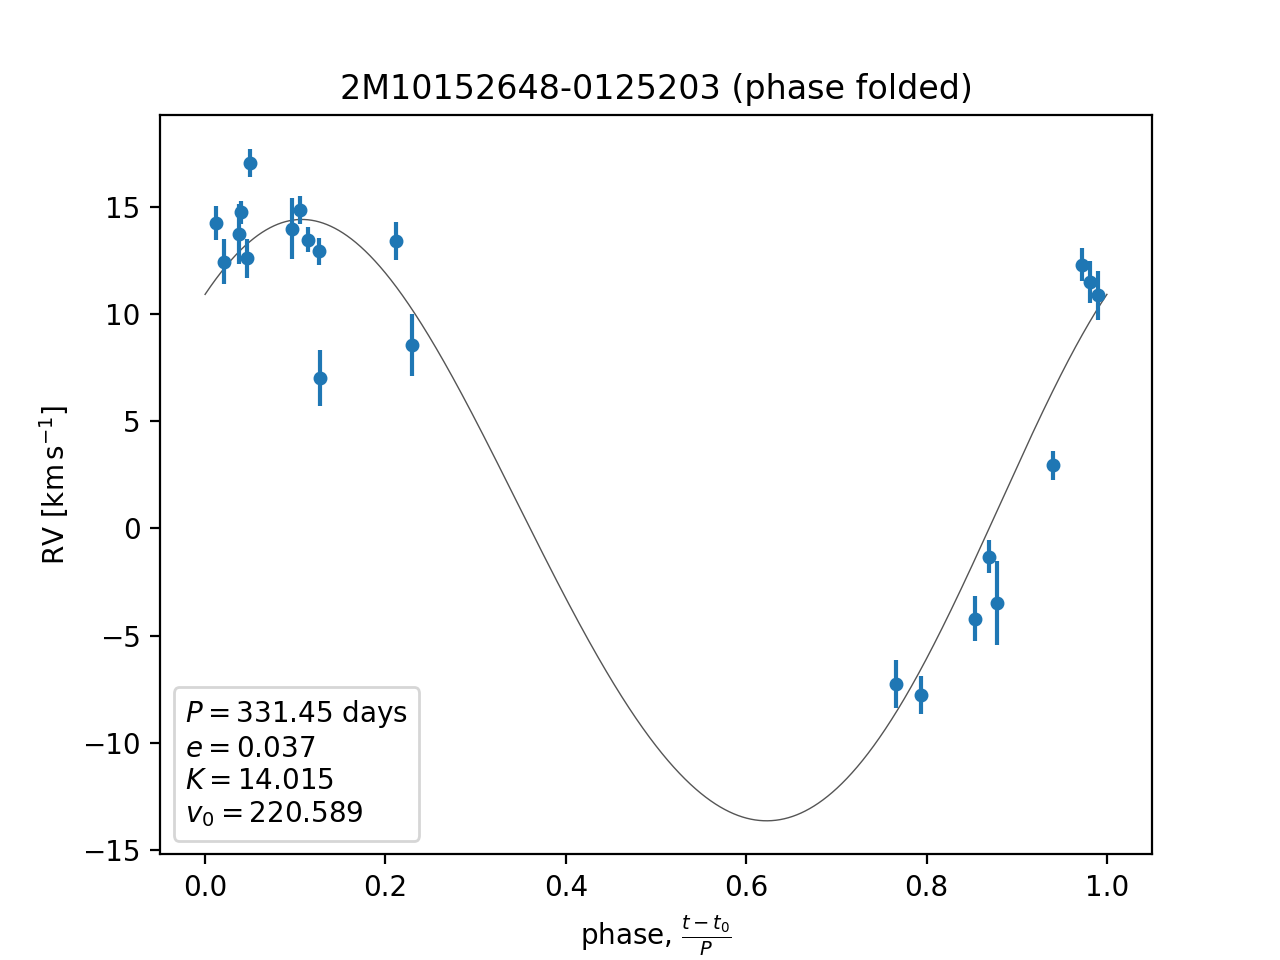 2M10152648-0125203 (phase folded)
RV [km s⁻¹]
15
10
5
0
−5
−10
−15
P = 331.45 days
e = 0.037
K = 14.015
v₀ = 220.589
0.0 0.2 0.4 0.6 0.8 1.0
phase, (t − t₀)/P